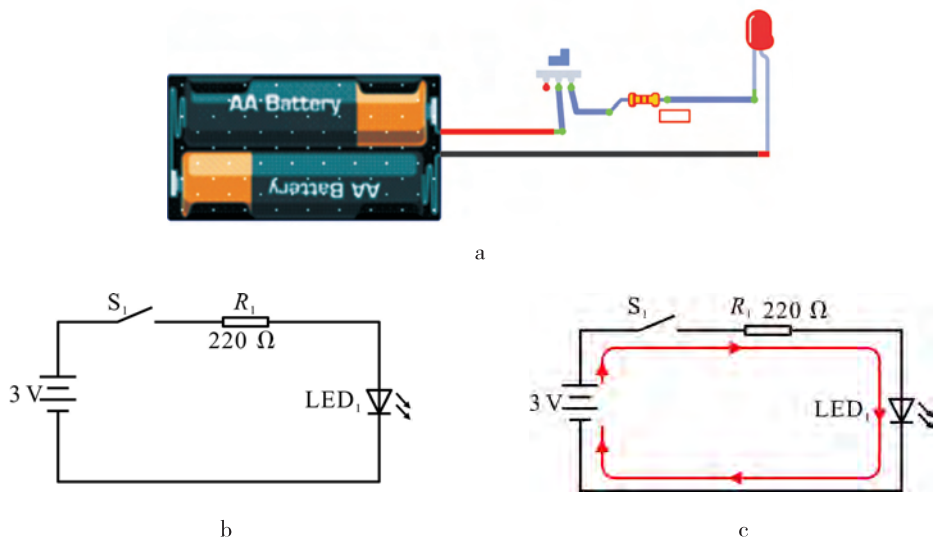 AA Battery
AA Battery
a
S₁
R₁
220 Ω
3 V
LED₁
b
S₁
R₁ 220 Ω
3 V
LED₁
c